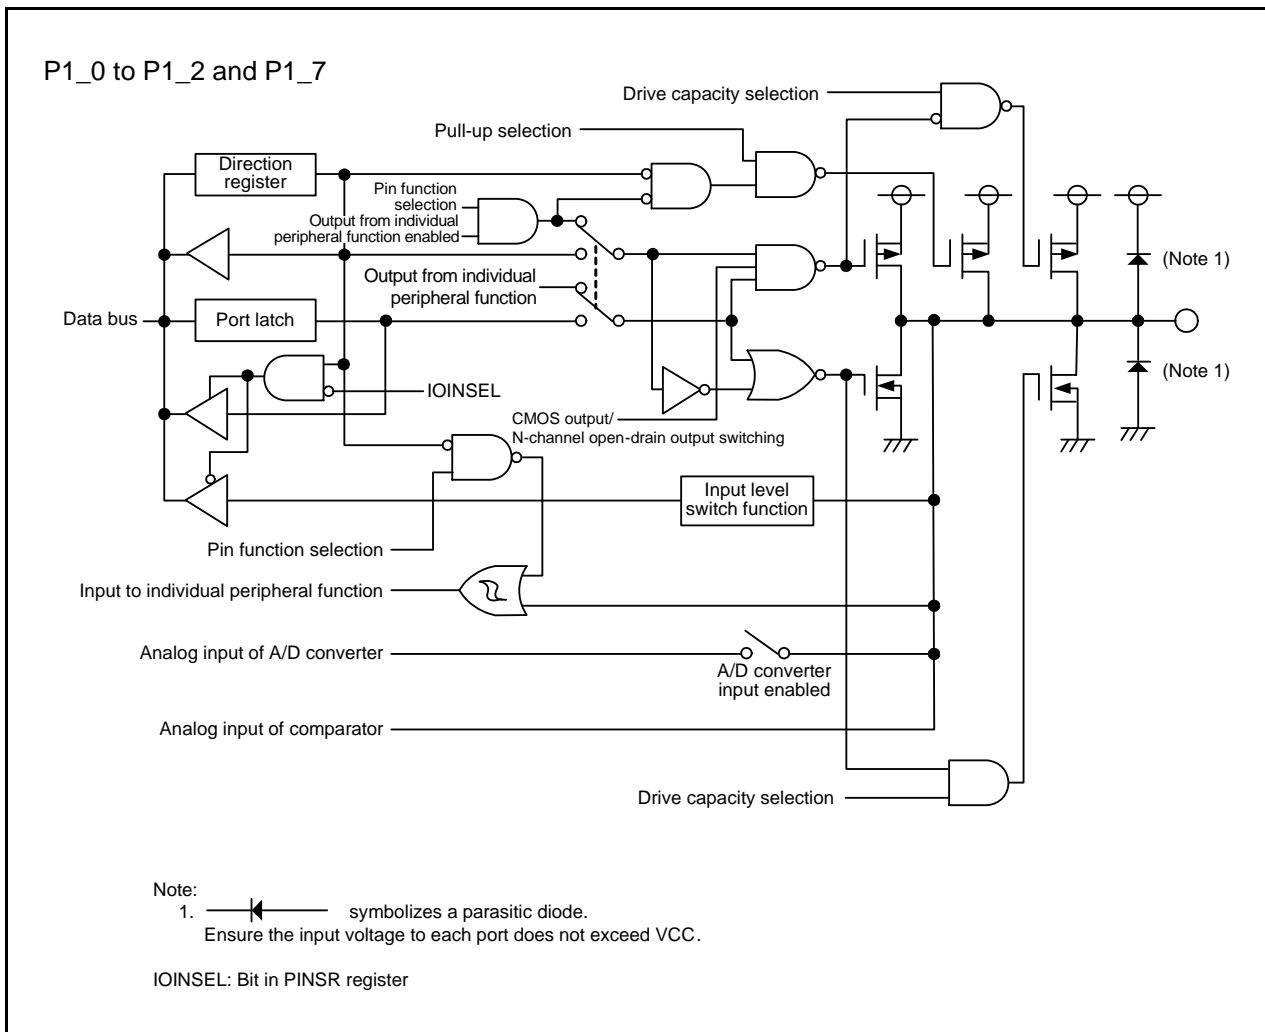 P1_0 to P1_2 and P1_7
Drive capacity selection
Pull-up selection
Direction
register
Pin function
selection
Output from individual
peripheral function enabled
(Note 1)
Output from individual
peripheral function
Data bus
Port latch
(Note 1)
IOINSEL
CMOS output/
N-channel open-drain output switching
Input level
switch function
Pin function selection
Input to individual peripheral function
Analog input of A/D converter
A/D converter
input enabled
Analog input of comparator
Drive capacity selection
Note:
1. symbolizes a parasitic diode.
Ensure the input voltage to each port does not exceed VCC.
IOINSEL: Bit in PINSR register